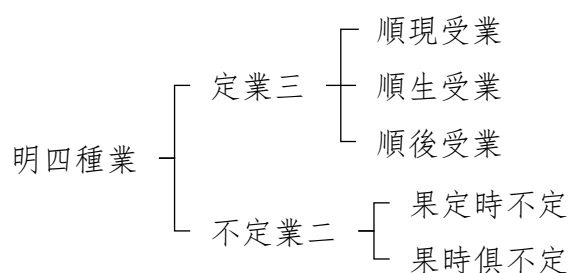 明四種業
定業三
順現受業
順生受業
順後受業
不定業二
果定時不定
果時俱不定